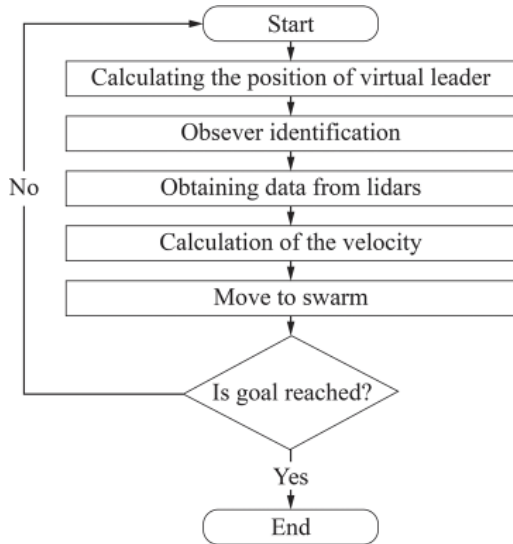 Start
Calculating the position of virtual leader
Obsever identification
No
Obtaining data from lidars
Calculation of the velocity
Move to swarm
Is goal reached?
Yes
End